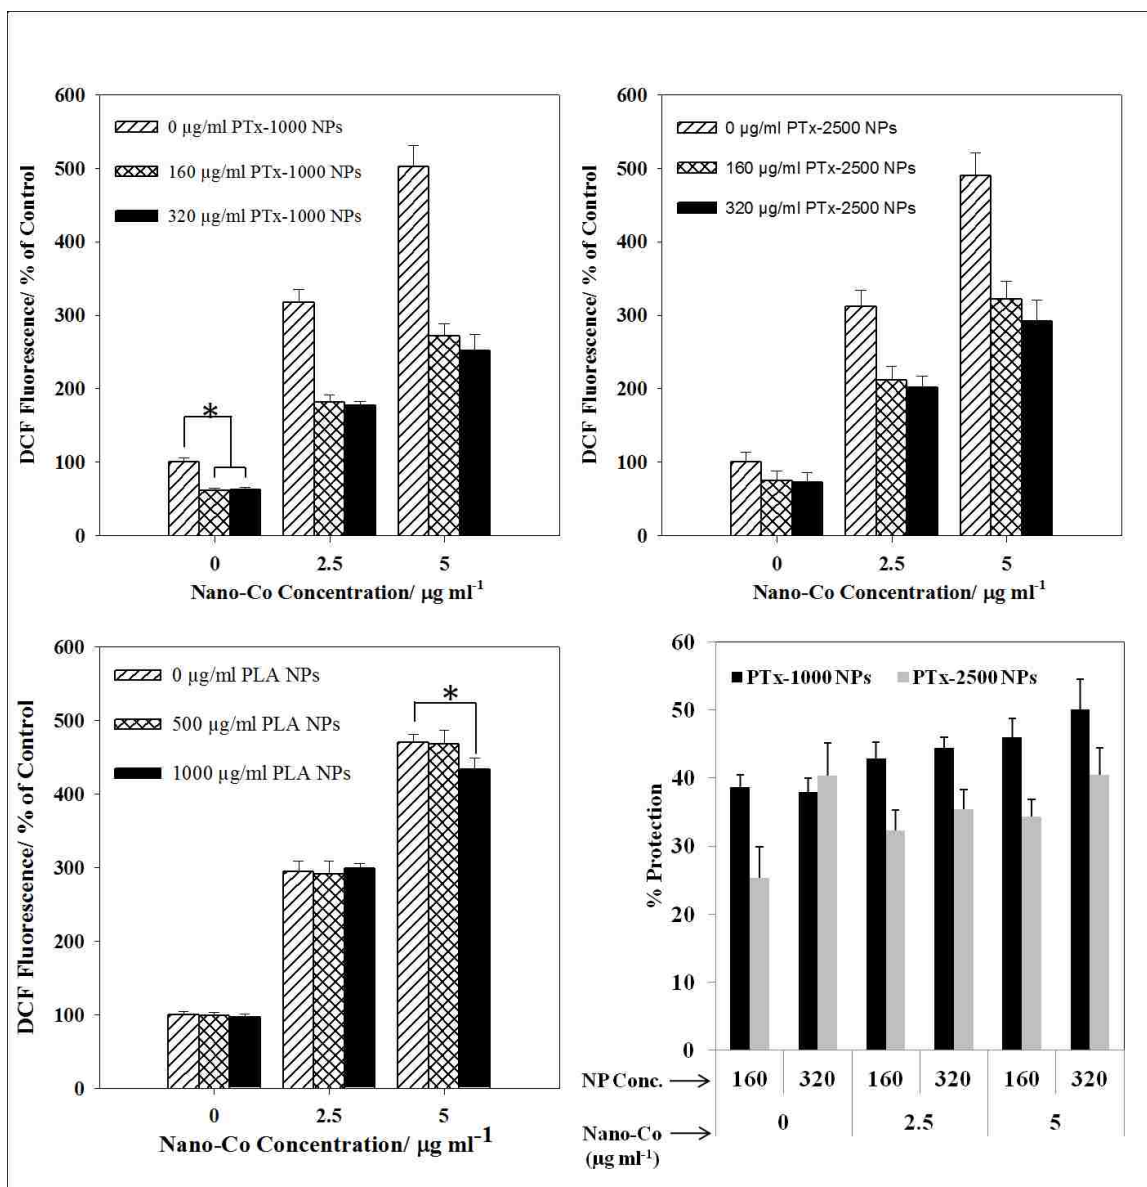 600
500
400
300
200
100
0
DCF Fluorescence/ % of Control
0 µg/ml PTx-1000 NPs
160 µg/ml PTx-1000 NPs
320 µg/ml PTx-1000 NPs
*
0 2.5 5
Nano-Co Concentration/ µg ml-1
600
500
400
300
200
100
0
DCF Fluorescence/ % of Control
0 µg/ml PTx-2500 NPs
160 µg/ml PTx-2500 NPs
320 µg/ml PTx-2500 NPs
0 2.5 5
Nano-Co Concentration/ µg ml-1
600
500
400
300
200
100
0
DCF Fluorescence/ % of Control
0 µg/ml PLA NPs
500 µg/ml PLA NPs
1000 µg/ml PLA NPs
*
0 2.5 5
Nano-Co Concentration/ µg ml-1
60
50
40
30
20
10
0
% Protection
PTx-1000 NPs PTx-2500 NPs
NP Conc. → 160 320 160 320 160 320
0 2.5 5
Nano-Co →
(µg ml-1)